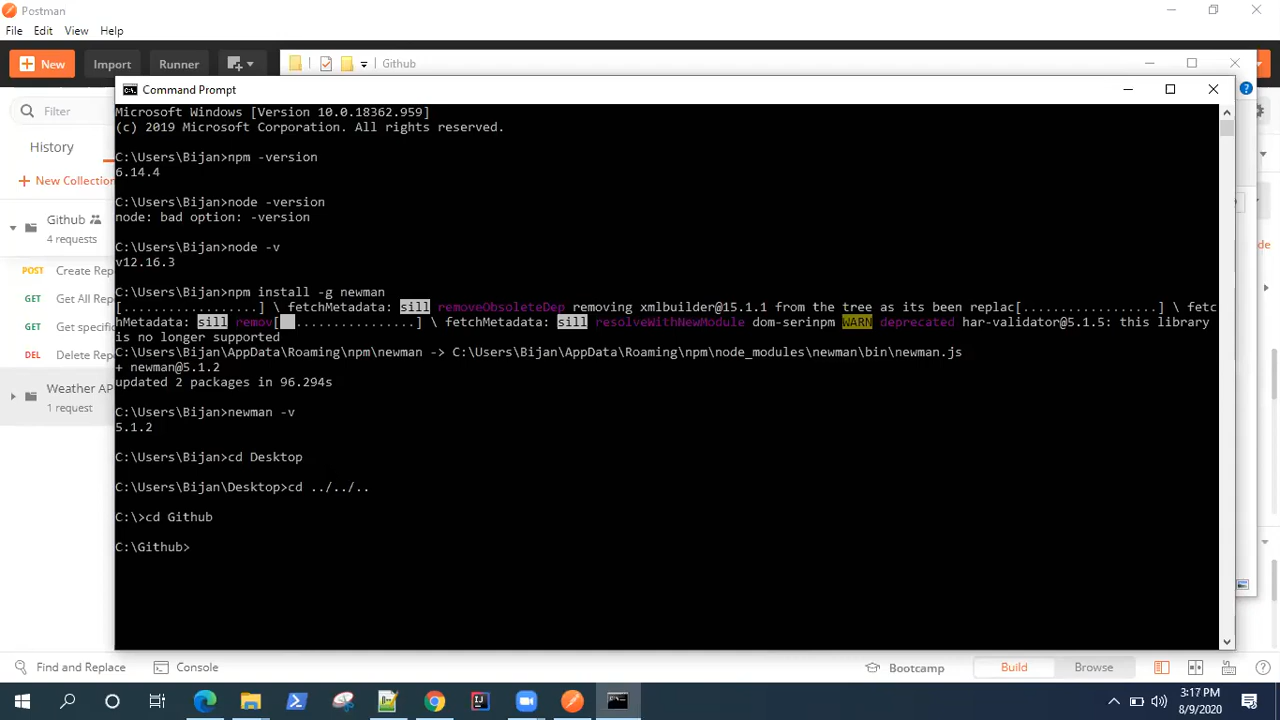 Postman
File Edit View Help
New Import Runner
Github
Command Prompt
Filter
History
New Collection
Github
4 requests
POST Create Rep
GET Get All Rep
GET Get specific
DEL Delete Rep
Weather AP
1 request
Microsoft Windows [Version 10.0.18362.959]
(c) 2019 Microsoft Corporation. All rights reserved.
C:\Users\Bijan>npm -version
6.14.4
C:\Users\Bijan>node -version
node: bad option: -version
C:\Users\Bijan>node -v
v12.16.3
C:\Users\Bijan>npm install -g newman
[..................] \ fetchMetadata: sill removeObsoleteDep removing xmlbuilder@15.1.1 from the tree as its been replac[..................] \ fetc
hMetadata: sill remov[ ................] \ fetchMetadata: sill resolveWithNewModule dom-serinpm WARN deprecated har-validator@5.1.5: this library
is no longer supported
C:\Users\Bijan\AppData\Roaming\npm\newman -> C:\Users\Bijan\AppData\Roaming\npm\node_modules\newman\bin\newman.js
+ newman@5.1.2
updated 2 packages in 96.294s
C:\Users\Bijan>newman -v
5.1.2
C:\Users\Bijan>cd Desktop
C:\Users\Bijan\Desktop>cd ../../..
C:\>cd Github
C:\Github>
Find and Replace Console Bootcamp Build Browse
3:17 PM
8/9/2020